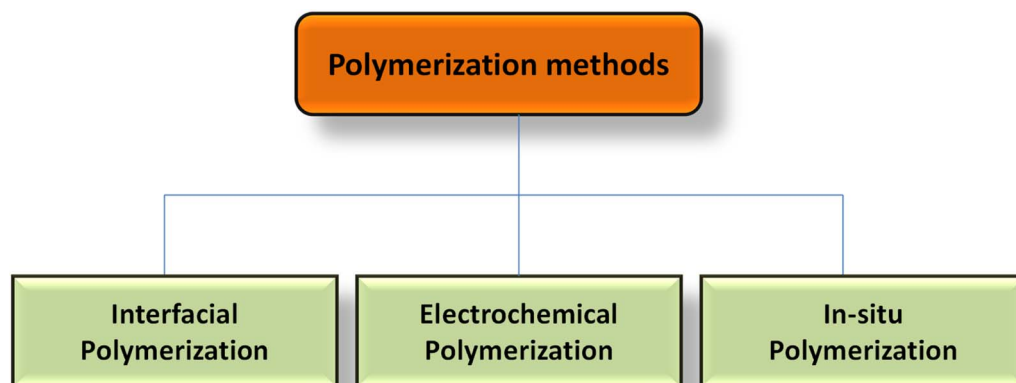 Polymerization methods
Interfacial
Polymerization
Electrochemical
Polymerization
In-situ
Polymerization